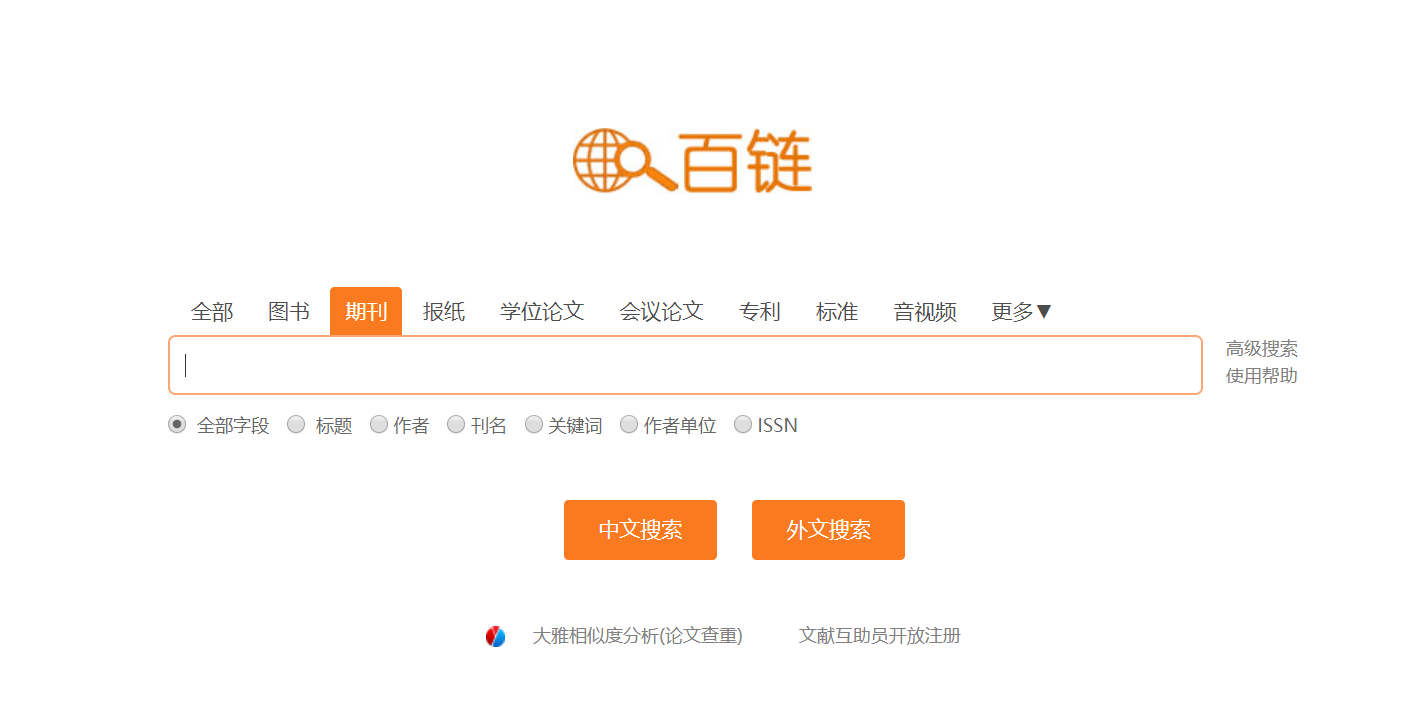 百链
全部 图书 期刊 报纸 学位论文 会议论文 专利 标准 音视频 更多▼
高级搜索
使用帮助
全部字段 标题 作者 刊名 关键词 作者单位 ISSN
中文搜索 外文搜索
大雅相似度分析(论文查重) 文献互助员开放注册